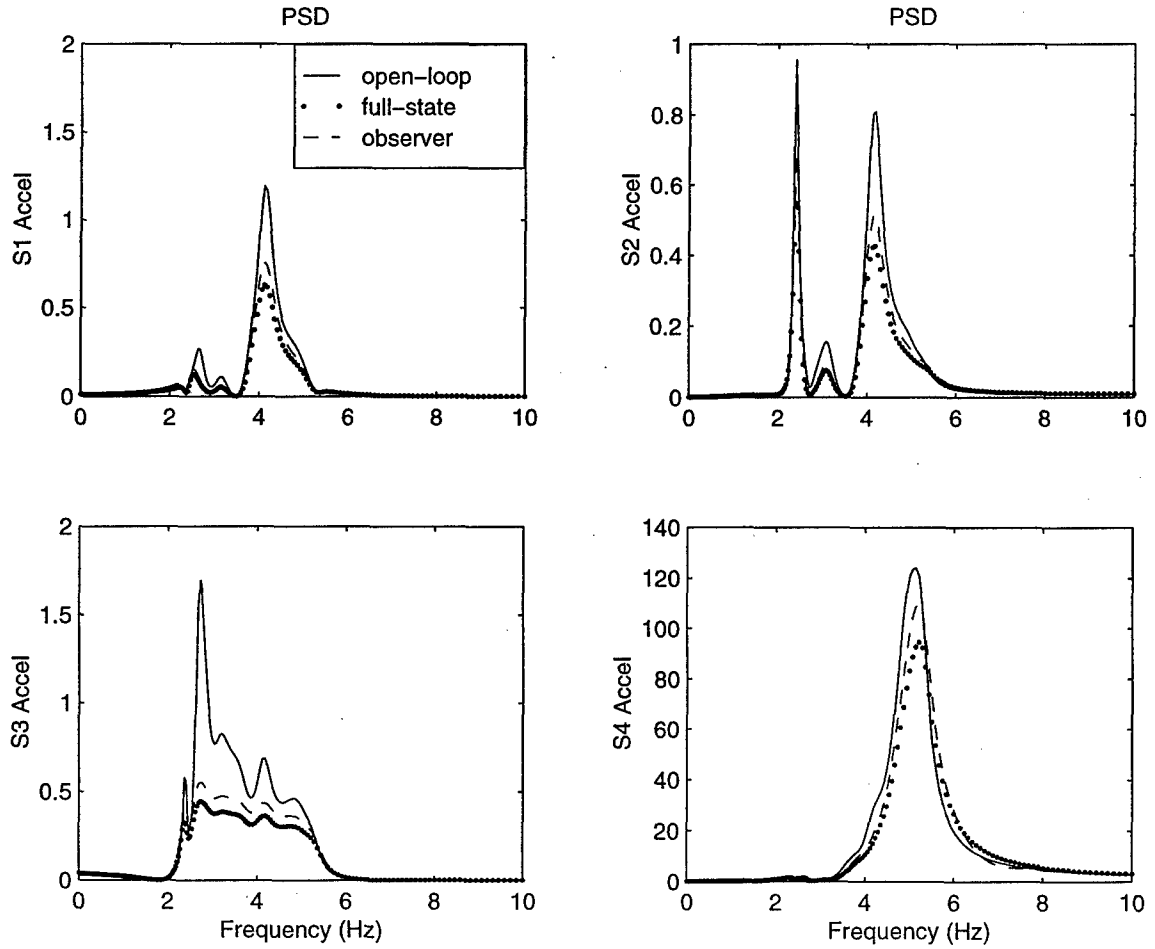 PSD
2
1.5
1
0.5
0
S1 Accel
open-loop
full-state
observer
0 2 4 6 8 10
PSD
1
0.8
0.6
0.4
0.2
0
S2 Accel
0 2 4 6 8 10
2
1.5
1
0.5
0
S3 Accel
0 2 4 6 8 10
Frequency (Hz)
140
120
100
80
60
40
20
0
S4 Accel
0 2 4 6 8 10
Frequency (Hz)